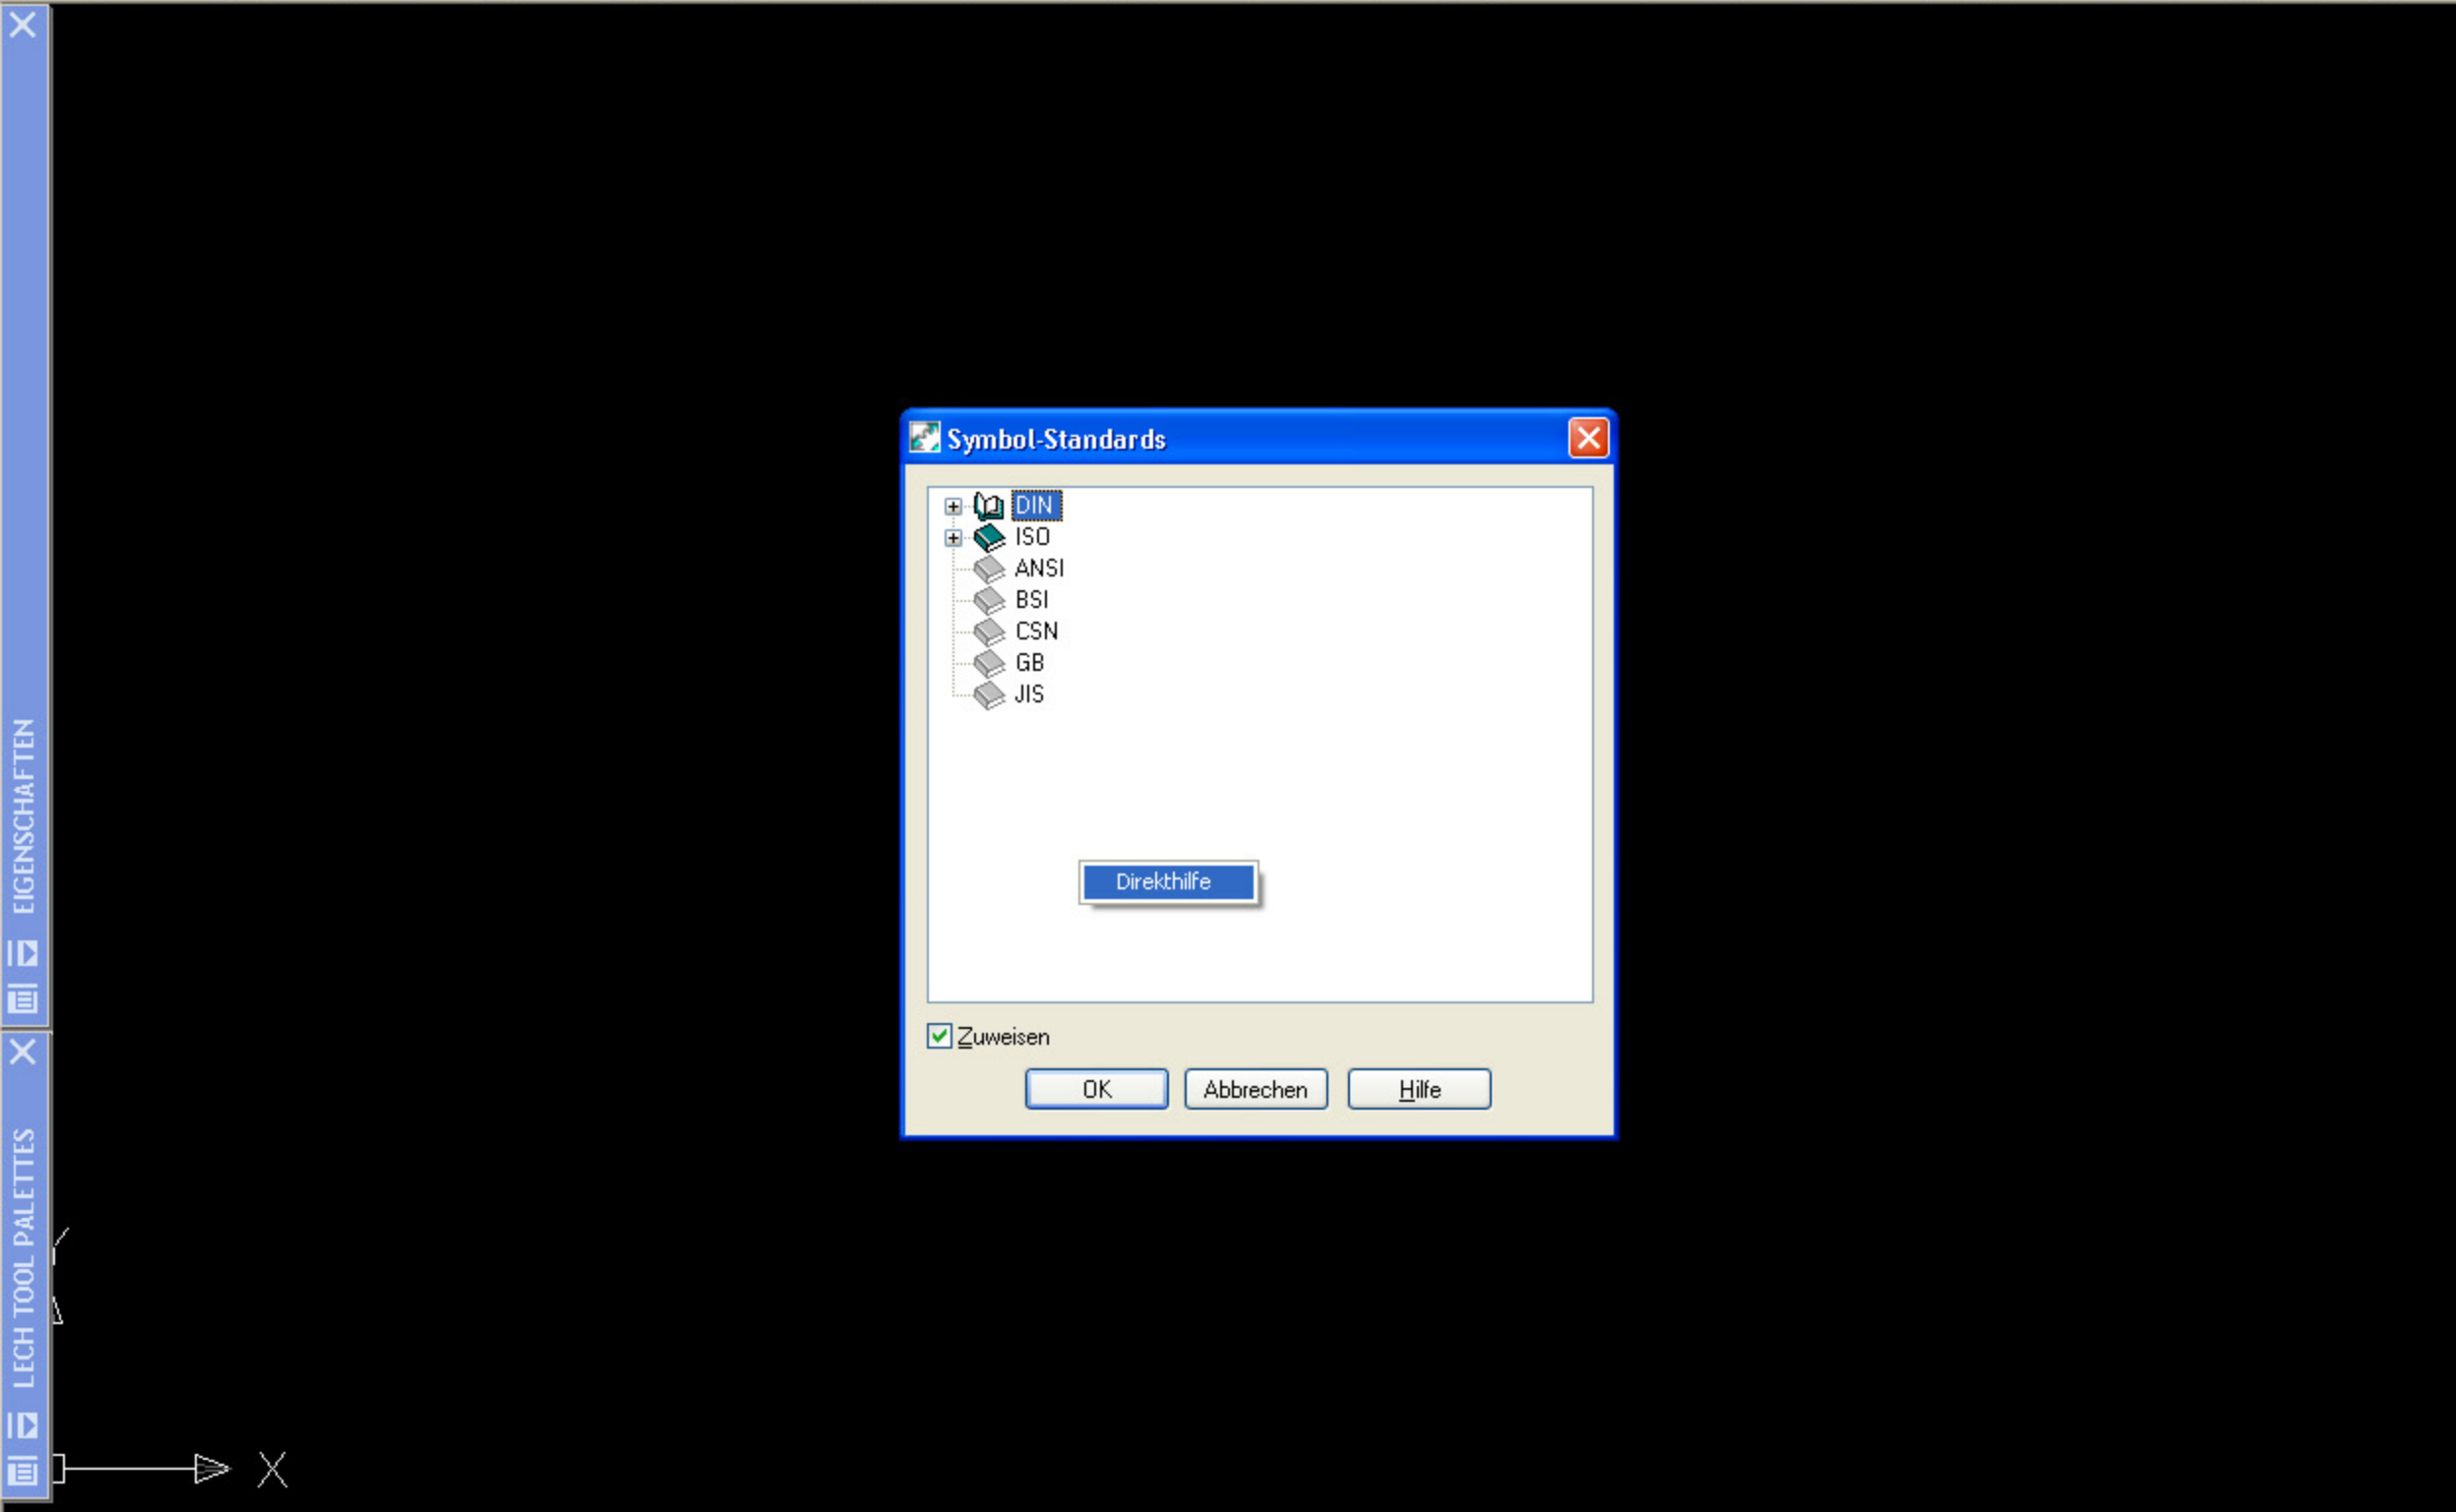 EIGENSCHAFTEN
LECH TOOL PALETTES
Symbol-Standards
DIN
ISO
ANSI
BSI
CSN
GB
JIS
Direkthilfe
Zuweisen
OK
Abbrechen
Hilfe
X